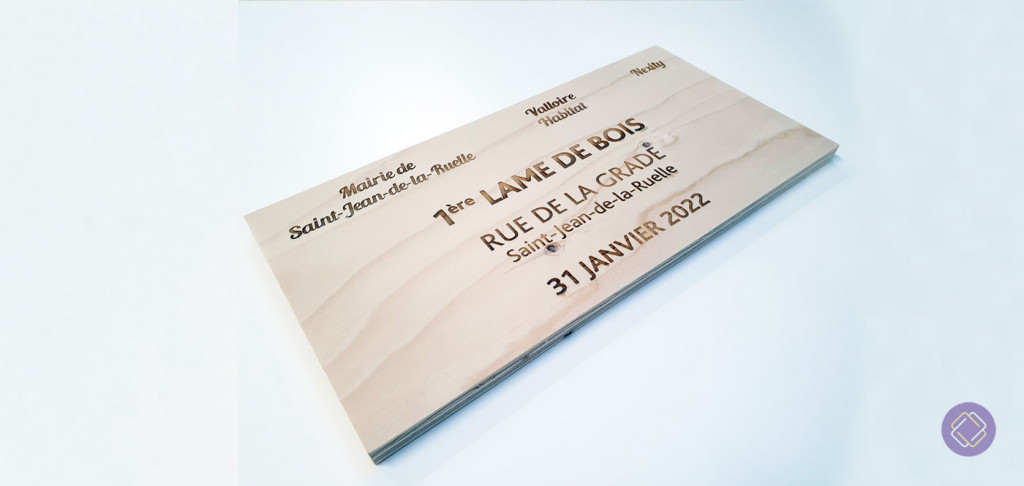 Mairie de
Saint-Jean-de-la-Ruelle
Valloire
Habitat
Nexity
1ère LAME DE BOIS
RUE DE LA GRADE
Saint-Jean-de-la-Ruelle
31 JANVIER 2022